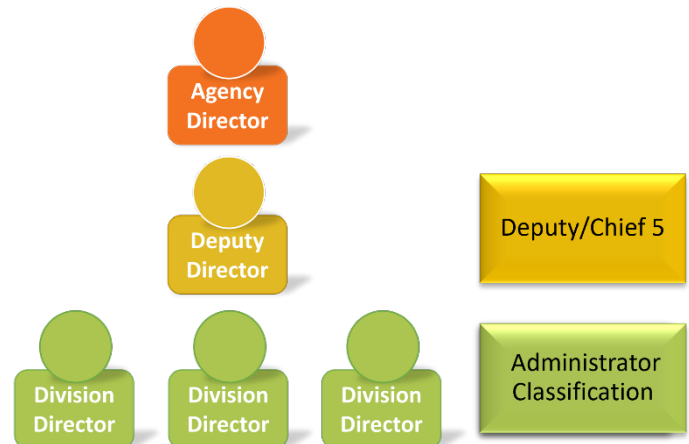 Agency
Director
Deputy
Director
Deputy/Chief 5
Division
Director
Division
Director
Division
Director
Administrator
Classification